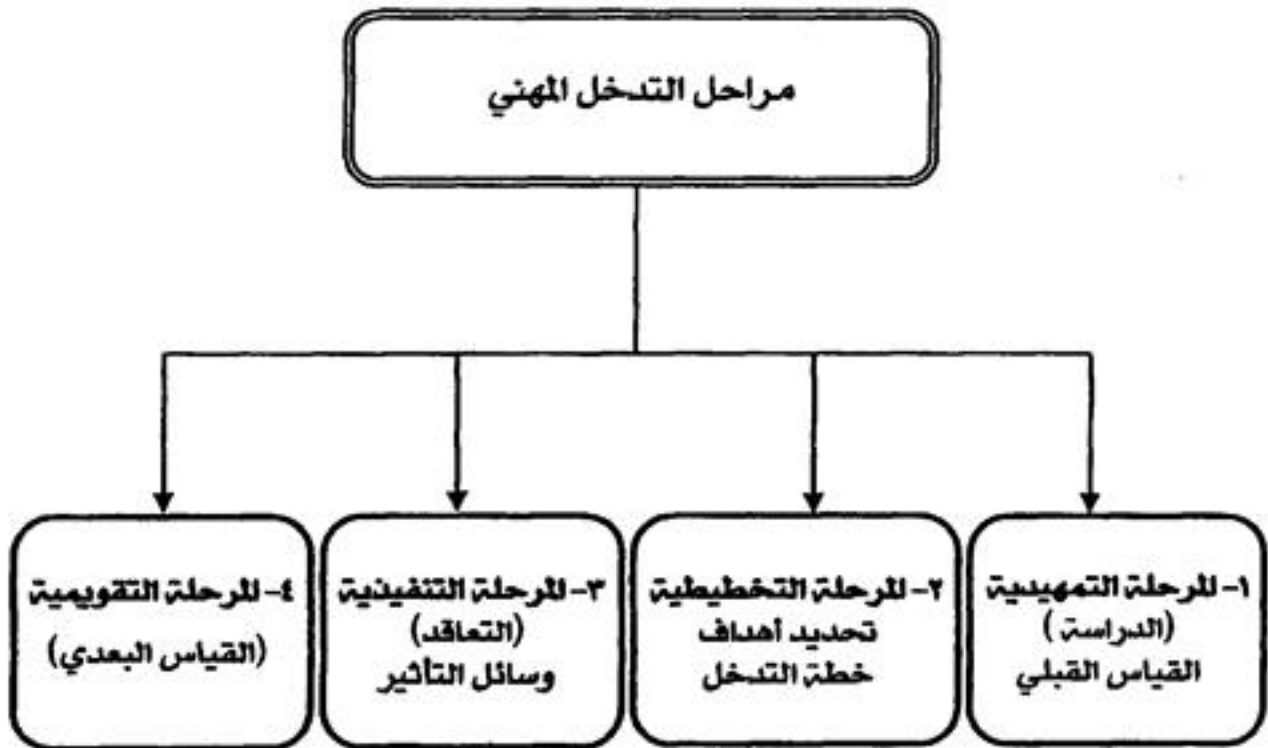 مراحل التدخل المهني
١- المرحلة التمهيدية
(الدراسة)
القياس القبلي
٢- المرحلة التخطيطية
تحديد أهداف
خطة التدخل
٣- المرحلة التنفيذية
(التعاقد)
وسائل التأثير
٤- المرحلة التقويمية
(القياس البعدي)